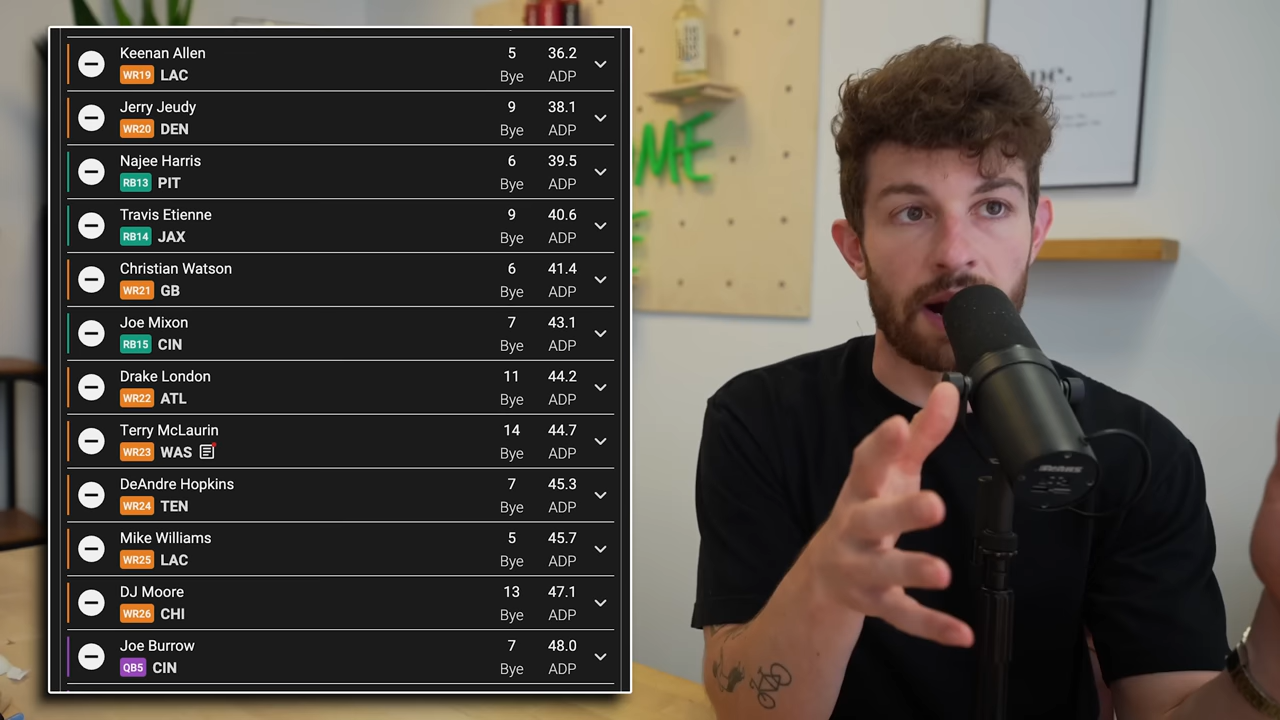 Keenan Allen 5 36.2
WR19 LAC Bye ADP
Jerry Jeudy 9 38.1
WR20 DEN Bye ADP
Najee Harris 6 39.5
RB13 PIT Bye ADP
Travis Etienne 9 40.6
RB14 JAX Bye ADP
Christian Watson 6 41.4
WR21 GB Bye ADP
Joe Mixon 7 43.1
RB15 CIN Bye ADP
Drake London 11 44.2
WR22 ATL Bye ADP
Terry McLaurin 14 44.7
WR23 WAS Bye ADP
DeAndre Hopkins 7 45.3
WR24 TEN Bye ADP
Mike Williams 5 45.7
WR25 LAC Bye ADP
DJ Moore 13 47.1
WR26 CHI Bye ADP
Joe Burrow 7 48.0
QB5 CIN Bye ADP